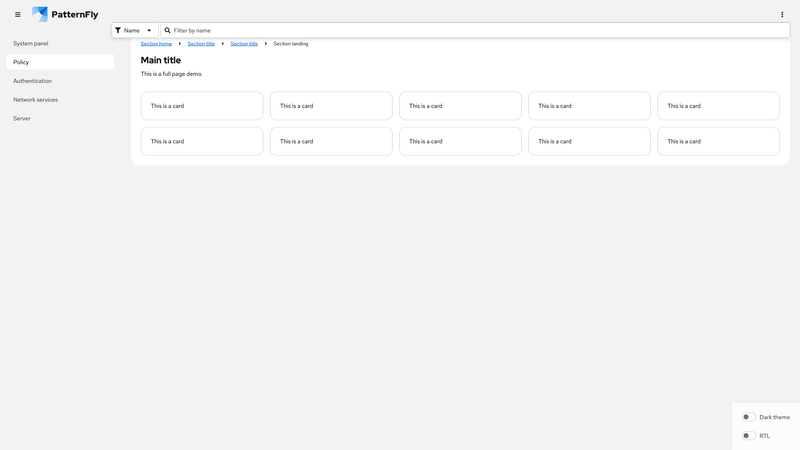 PatternFly
Name
Filter by name
System panel
Policy
Authentication
Network services
Server
Section home
Section title
Section title
Section landing
Main title
This is a full page demo.
This is a card
This is a card
This is a card
This is a card
This is a card
This is a card
This is a card
This is a card
This is a card
This is a card
Dark theme
RTL